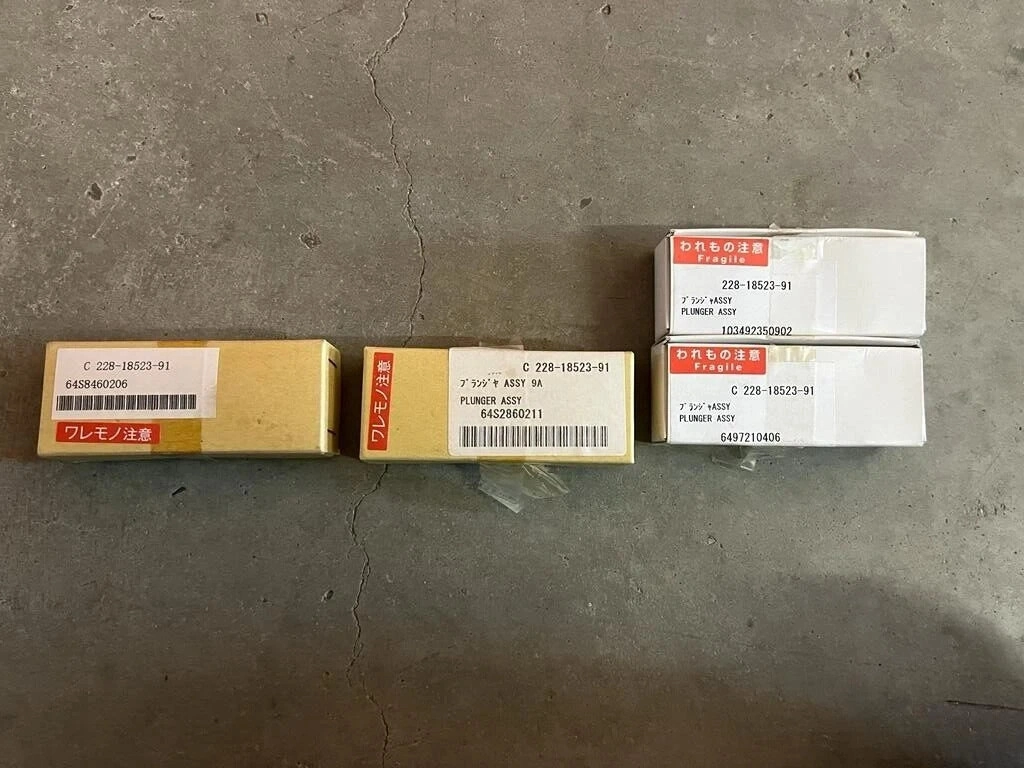 C 228-18523-91
64S8460206
ワレモノ注意
ワレモノ注意
C 228-18523-91
プランジャ ASSY 9A
PLUNGER ASSY
64S2860211
われもの注意
Fragile
228-18523-91
プランジャASSY
PLUNGER ASSY
103492350902
われもの注意
Fragile
C 228-18523-91
プランジャASSY
PLUNGER ASSY
6497210406